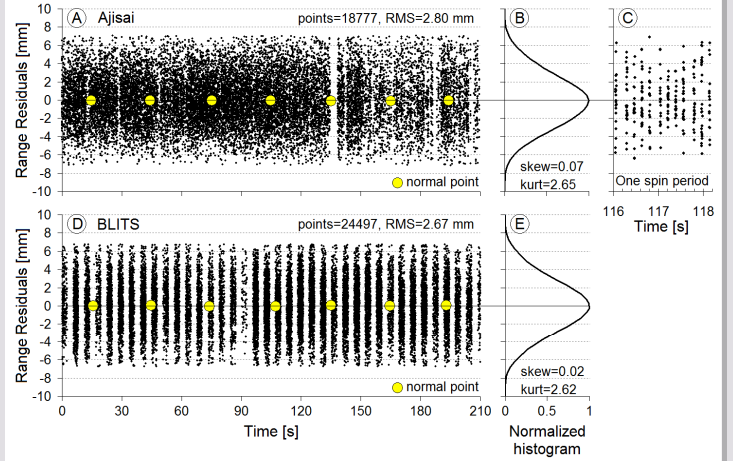 A Ajisai points=18777, RMS=2.80 mm
Range Residuals [mm]
10
8
6
4
2
0
-2
-4
-6
-8
-10
normal point
B
skew=0.07
kurt=2.65
C
One spin period
116 117 118
Time [s]
D BLITS points=24497, RMS=2.67 mm
Range Residuals [mm]
10
8
6
4
2
0
-2
-4
-6
-8
-10
normal point
0 30 60 90 120 150 180 210
Time [s]
E
skew=0.02
kurt=2.62
0 0.5 1
Normalized
histogram